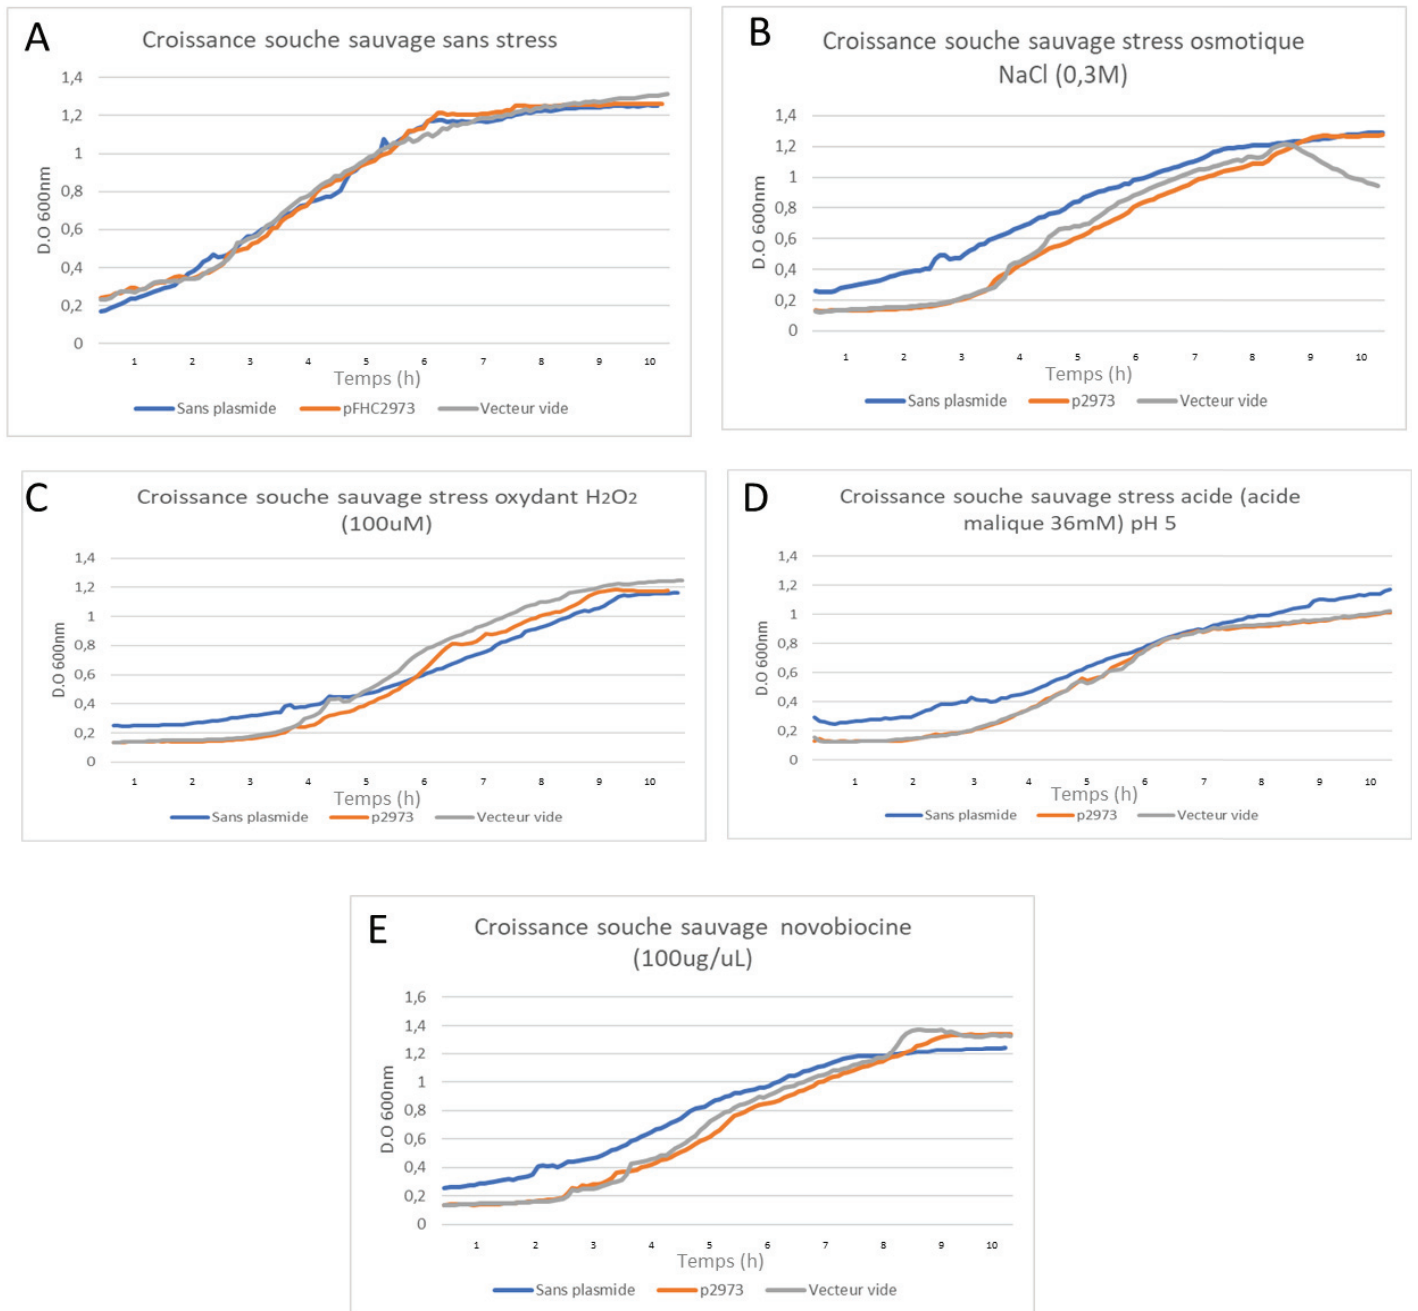 A
Croissance souche sauvage sans stress
1,4
1,2
1
0,8
0,6
0,4
0,2
0
D.O 600nm
1 2 3 4 5 6 7 8 9 10
Temps (h)
Sans plasmide pFHC2973 Vecteur vide
B
Croissance souche sauvage stress osmotique
NaCl (0,3M)
1,4
1,2
1
0,8
0,6
0,4
0,2
0
D.O 600nm
1 2 3 4 5 6 7 8 9 10
Temps (h)
Sans plasmide p2973 Vecteur vide
C
Croissance souche sauvage stress oxydant H2O2
(100uM)
1,4
1,2
1
0,8
0,6
0,4
0,2
0
D.O 600nm
1 2 3 4 5 6 7 8 9 10
Temps (h)
Sans plasmide p2973 Vecteur vide
D
Croissance souche sauvage stress acide (acide
malique 36mM) pH 5
1,4
1,2
1
0,8
0,6
0,4
0,2
0
D.O 600nm
1 2 3 4 5 6 7 8 9 10
Temps (h)
Sans plasmide p2973 Vecteur vide
E
Croissance souche sauvage novobiocine
(100ug/uL)
1,6
1,4
1,2
1
0,8
0,6
0,4
0,2
0
D.O 600nm
1 2 3 4 5 6 7 8 9 10
Temps (h)
Sans plasmide p2973 Vecteur vide